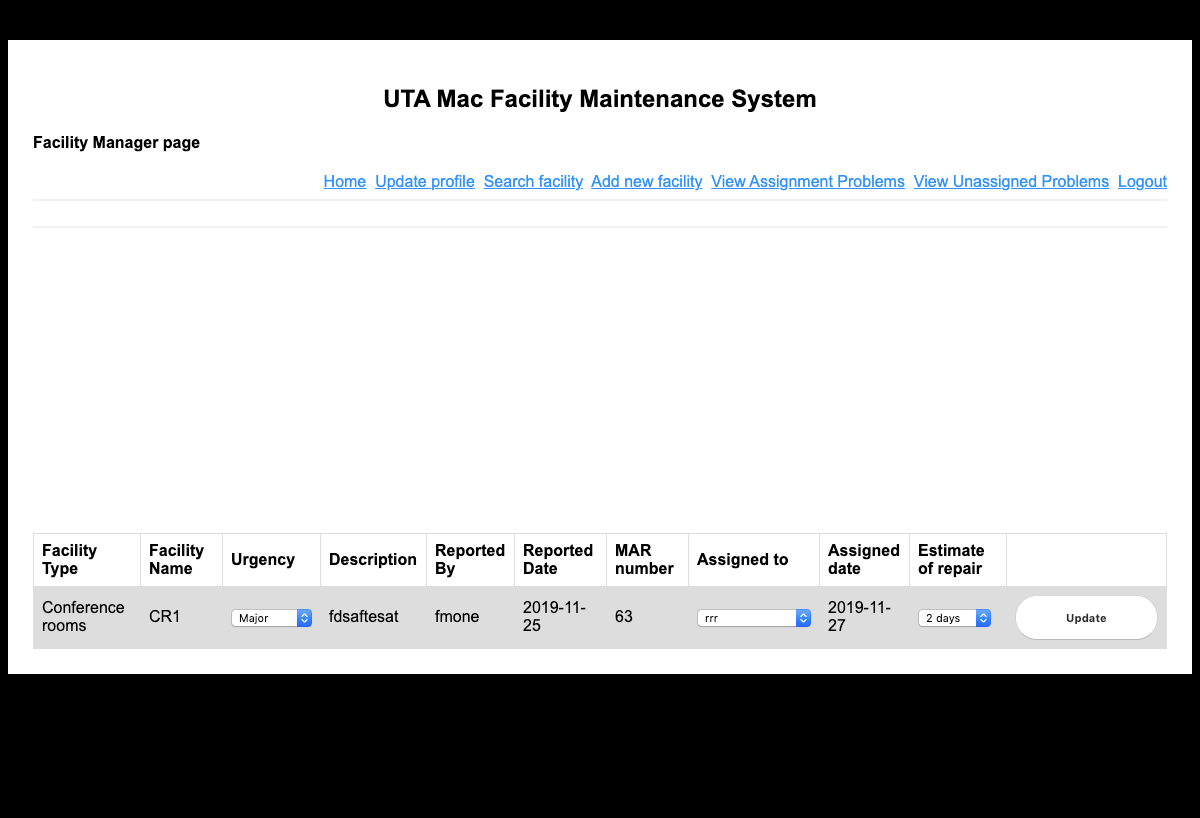 UTA Mac Facility Maintenance System
Facility Manager page
Home Update profile Search facility Add new facility View Assignment Problems View Unassigned Problems Logout
Facility Type Facility Name Urgency Description Reported By Reported Date MAR number Assigned to Assigned date Estimate of repair
Conference rooms CR1 Major fdsaftesat fmone 2019-11-25 63 rrr 2019-11-27 2 days Update